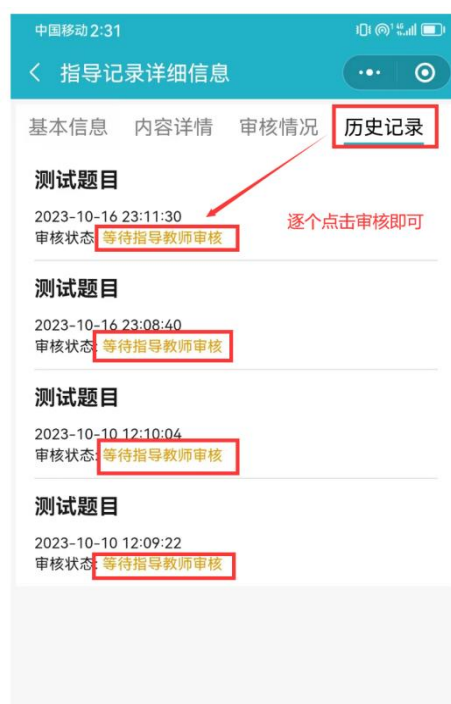 中国移动2:31
指导记录详细信息
基本信息 内容详情 审核情况 历史记录
测试题目
2023-10-16 23:11:30
审核状态: 等待指导教师审核
逐个点击审核即可
测试题目
2023-10-16 23:08:40
审核状态: 等待指导教师审核
测试题目
2023-10-10 12:10:04
审核状态: 等待指导教师审核
测试题目
2023-10-10 12:09:22
审核状态: 等待指导教师审核